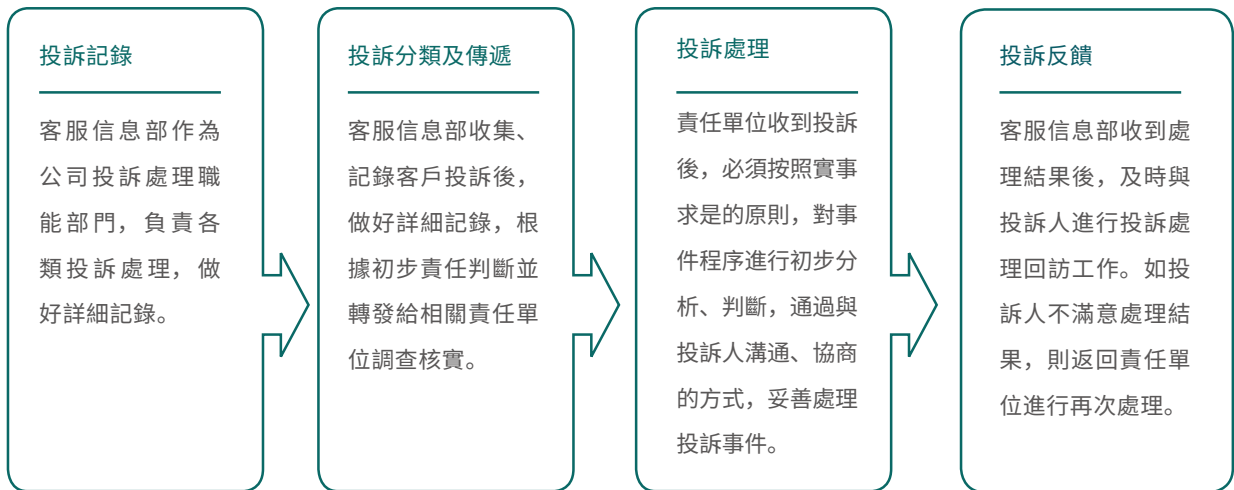 投訴記錄
客服信息部作為
公司投訴處理職
能部門，負責各
類投訴處理，做
好詳細記錄。
投訴分類及傳遞
客服信息部收集、
記錄客戶投訴後，
做好詳細記錄，根
據初步責任判斷並
轉發給相關責任單
位調查核實。
投訴處理
責任單位收到投訴
後，必須按照實事
求是的原則，對事
件程序進行初步分
析、判斷，通過與
投訴人溝通、協商
的方式，妥善處理
投訴事件。
投訴反饋
客服信息部收到處
理結果後，及時與
投訴人進行投訴處
理回訪工作。如投
訴人不滿意處理結
果，則返回責任單
位進行再次處理。